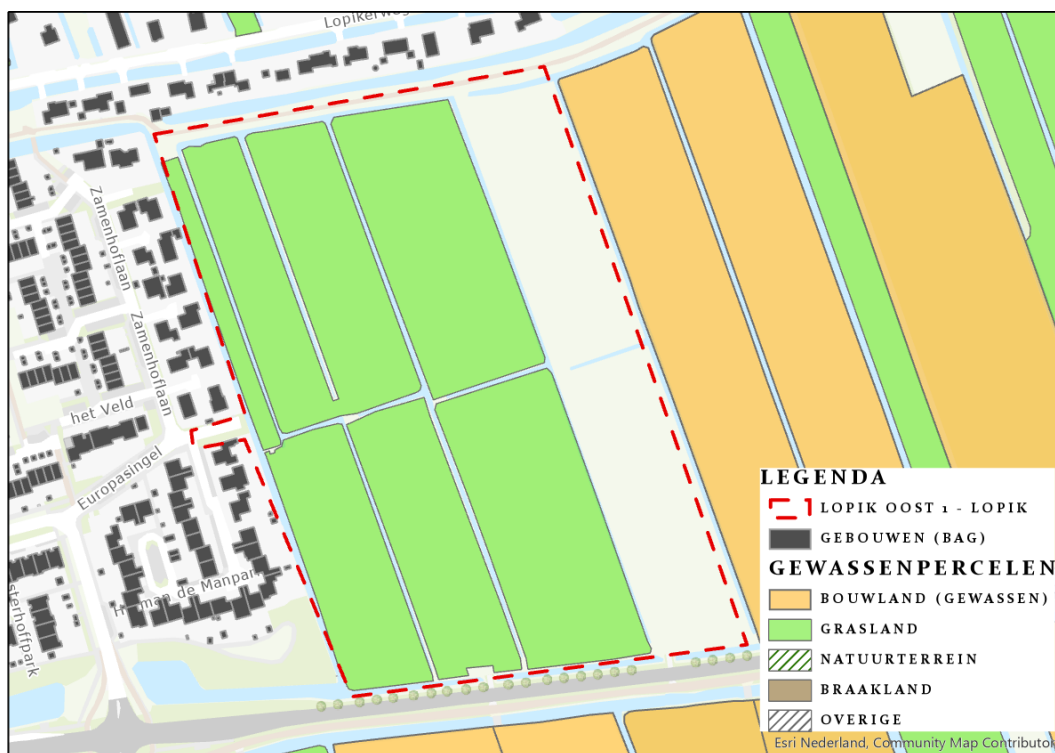 Lopikerweg
Zamenhoflaan
Zamenhoflaan
het Veld
Europasingel
Herman de Manpark
sterhoffpark
LEGENDA
LOPIK OOST 1 - LOPIK
GEBOUWEN (BAG)
GEWASSENPERCELEN
BOUWLAND (GEWASSEN)
GRASLAND
NATUURTERREIN
BRAAKLAND
OVERIGE
Esri Nederland, Community Map Contributor